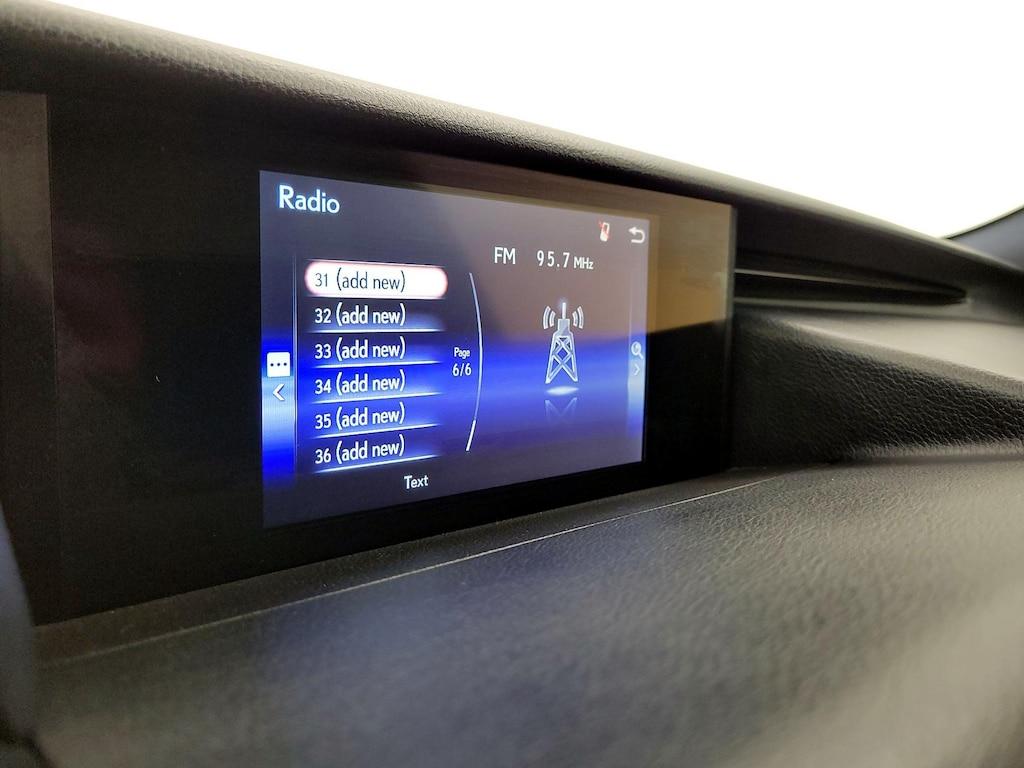 Radio
FM 95.7 MHz
31 (add new)
32 (add new)
33 (add new)
34 (add new)
35 (add new)
36 (add new)
Page
6/6
Text